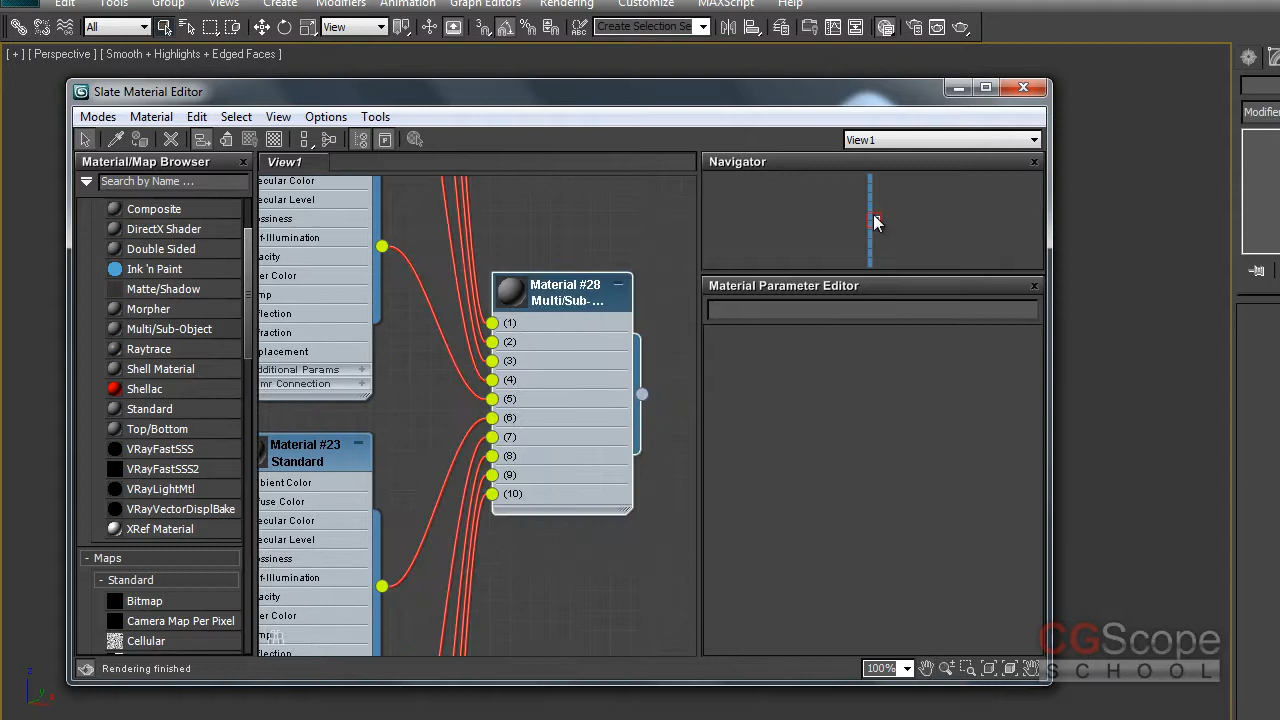 Edit Tools Group Views Create Modifiers Animation Graph Editors Rendering Customize MAXScript Help
All View Create Selection Se
[ + ] [ Perspective ] [ Smooth + Highlights + Edged Faces ]
Slate Material Editor
Modifier
Modes Material Edit Select View Options Tools
View1
Material/Map Browser
Search by Name ...
Composite
DirectX Shader
Double Sided
Ink 'n Paint
Matte/Shadow
Morpher
Multi/Sub-Object
Raytrace
Shell Material
Shellac
Standard
Top/Bottom
VRayFastSSS
VRayFastSSS2
VRayLightMtl
VRayVectorDisplBake
XRef Material
- Maps
- Standard
Bitmap
Camera Map Per Pixel
Cellular
Rendering finished
View1
ecular Color
ecular Level
ossiness
f-Illumination
acity
er Color
mp
flection
fraction
placement
dditional Params +
mr Connection +
Material #23
Standard
bient Color
fuse Color
ecular Color
ecular Level
ossiness
f-Illumination
acity
er Color
flection
Material #28
Multi/Sub-...
(1)
(2)
(3)
(4)
(5)
(6)
(7)
(8)
(9)
(10)
Navigator
Material Parameter Editor
100%
CGScope
SCHOOL
z